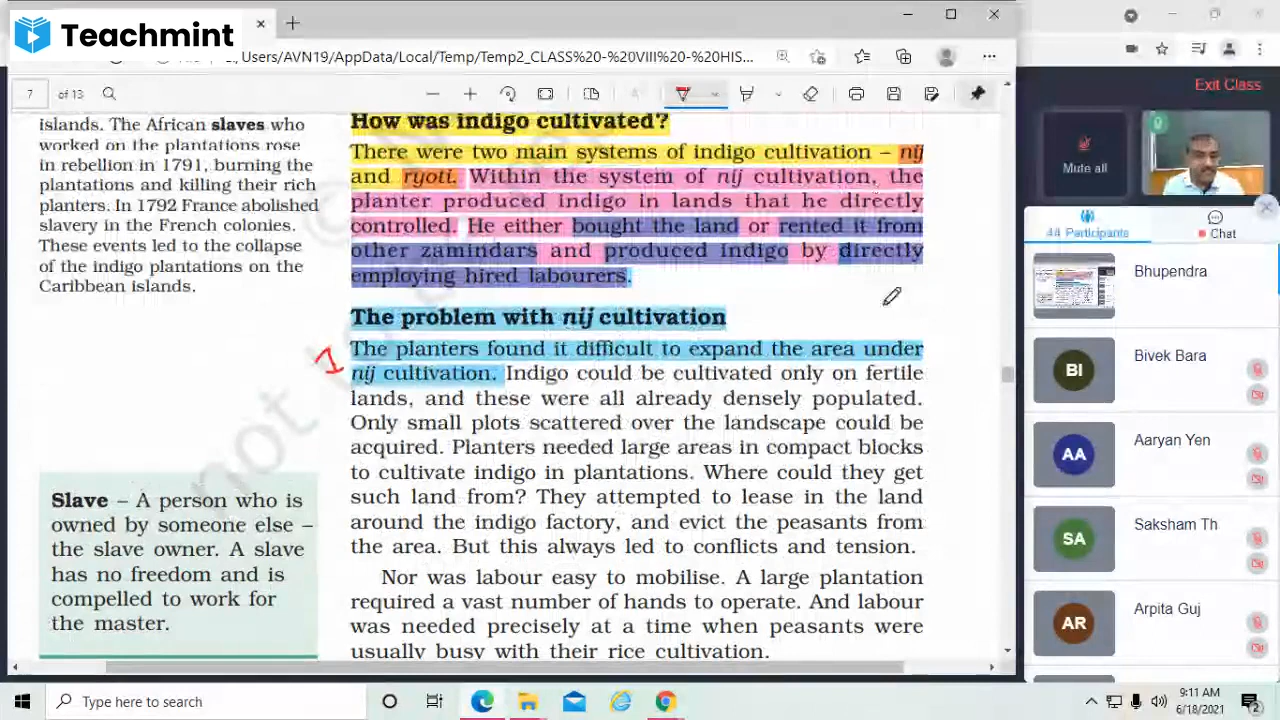 Teachmint
Users/AVN19/AppData/Local/Temp/Temp2_CLASS%20-%20VIII%20-%20HIS...
7 of 13
Exit Class
islands. The African slaves who
worked on the plantations rose
in rebellion in 1791, burning the
plantations and killing their rich
planters. In 1792 France abolished
slavery in the French colonies.
These events led to the collapse
of the indigo plantations on the
Caribbean islands.
Slave – A person who is
owned by someone else –
the slave owner. A slave
has no freedom and is
compelled to work for
the master.
How was indigo cultivated?
There were two main systems of indigo cultivation – nij
and ryoti. Within the system of nij cultivation, the
planter produced indigo in lands that he directly
controlled. He either bought the land or rented it from
other zamindars and produced indigo by directly
employing hired labourers.
The problem with nij cultivation
1
The planters found it difficult to expand the area under
nij cultivation. Indigo could be cultivated only on fertile
lands, and these were all already densely populated.
Only small plots scattered over the landscape could be
acquired. Planters needed large areas in compact blocks
to cultivate indigo in plantations. Where could they get
such land from? They attempted to lease in the land
around the indigo factory, and evict the peasants from
the area. But this always led to conflicts and tension.
Nor was labour easy to mobilise. A large plantation
required a vast number of hands to operate. And labour
was needed precisely at a time when peasants were
usually busy with their rice cultivation.
not
Mute all
44 Participants
Chat
Bhupendra
BI Bivek Bara
AA Aaryan Yen
SA Saksham Th
AR Arpita Guj
Type here to search
9:11 AM
6/18/2021
2